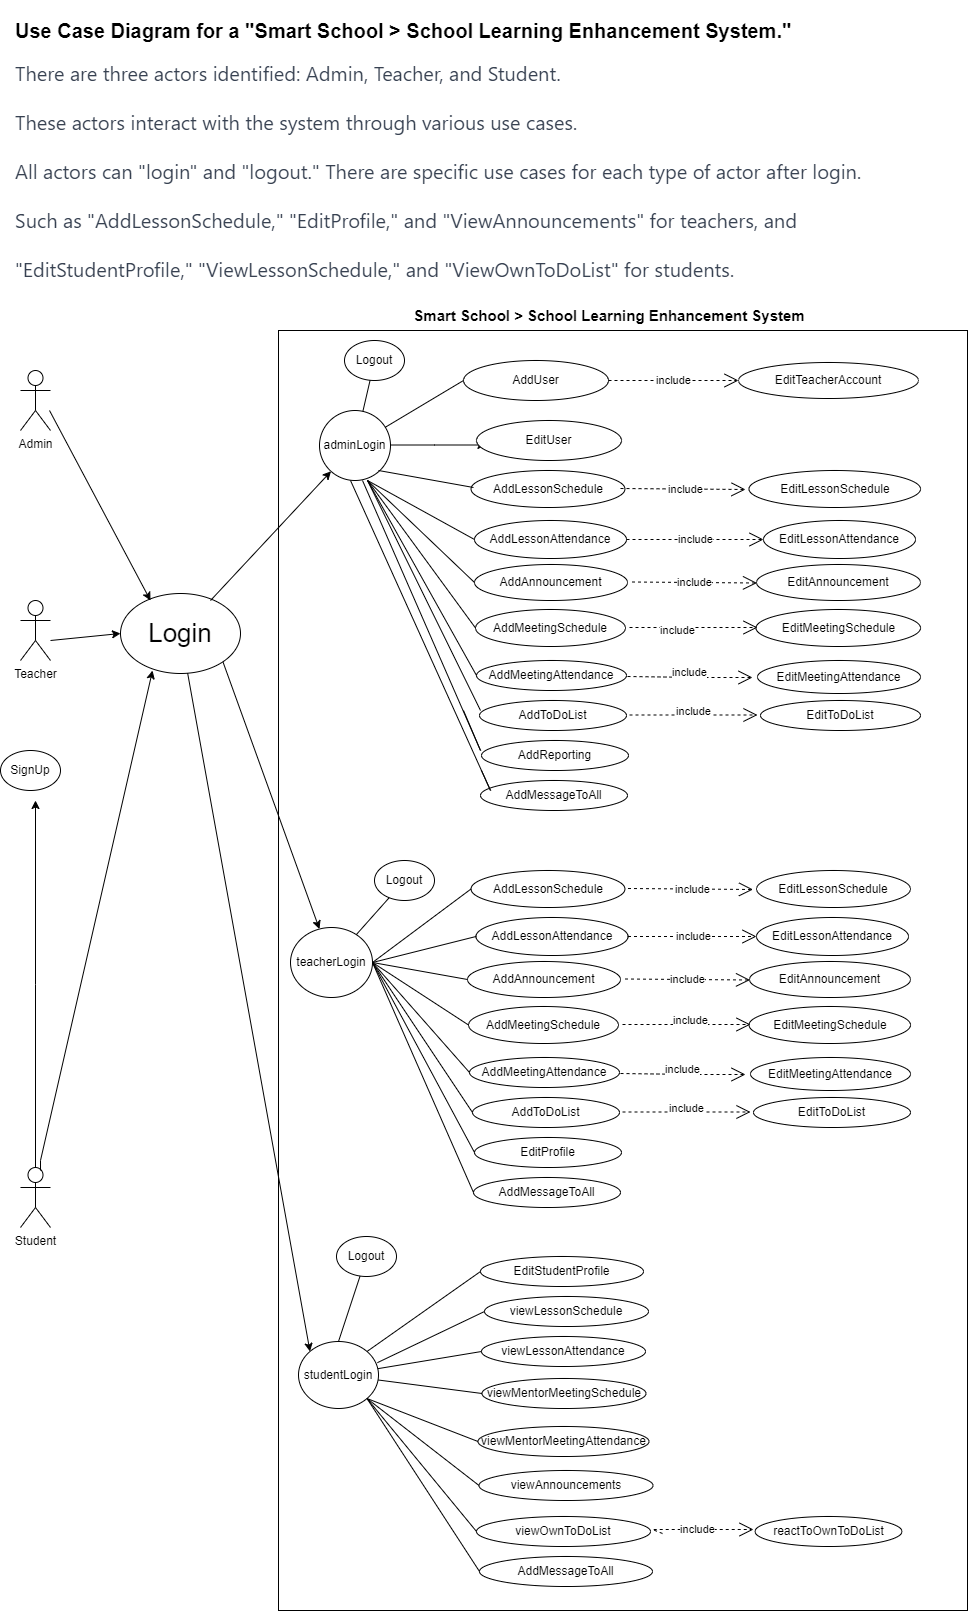 Use Case Diagram for a "Smart School > School Learning Enhancement System."
There are three actors identified: Admin, Teacher, and Student.
These actors interact with the system through various use cases.
All actors can "login" and "logout." There are specific use cases for each type of actor after login.
Such as "AddLessonSchedule," "EditProfile," and "ViewAnnouncements" for teachers, and
"EditStudentProfile," "ViewLessonSchedule," and "ViewOwnToDoList" for students.
Smart School > School Learning Enhancement System
Admin
Teacher
SignUp
Student
Login
Logout
adminLogin
AddUser
include
EditTeacherAccount
EditUser
AddLessonSchedule
include
EditLessonSchedule
AddLessonAttendance
include
EditLessonAttendance
AddAnnouncement
include
EditAnnouncement
AddMeetingSchedule
include
EditMeetingSchedule
AddMeetingAttendance
include
EditMeetingAttendance
AddToDoList
include
EditToDoList
AddReporting
AddMessageToAll
Logout
teacherLogin
AddLessonSchedule
include
EditLessonSchedule
AddLessonAttendance
include
EditLessonAttendance
AddAnnouncement
include
EditAnnouncement
AddMeetingSchedule
include
EditMeetingSchedule
AddMeetingAttendance
include
EditMeetingAttendance
AddToDoList
include
EditToDoList
EditProfile
AddMessageToAll
Logout
studentLogin
EditStudentProfile
viewLessonSchedule
viewLessonAttendance
viewMentorMeetingSchedule
viewMentorMeetingAttendance
viewAnnouncements
viewOwnToDoList
include
reactToOwnToDoList
AddMessageToAll